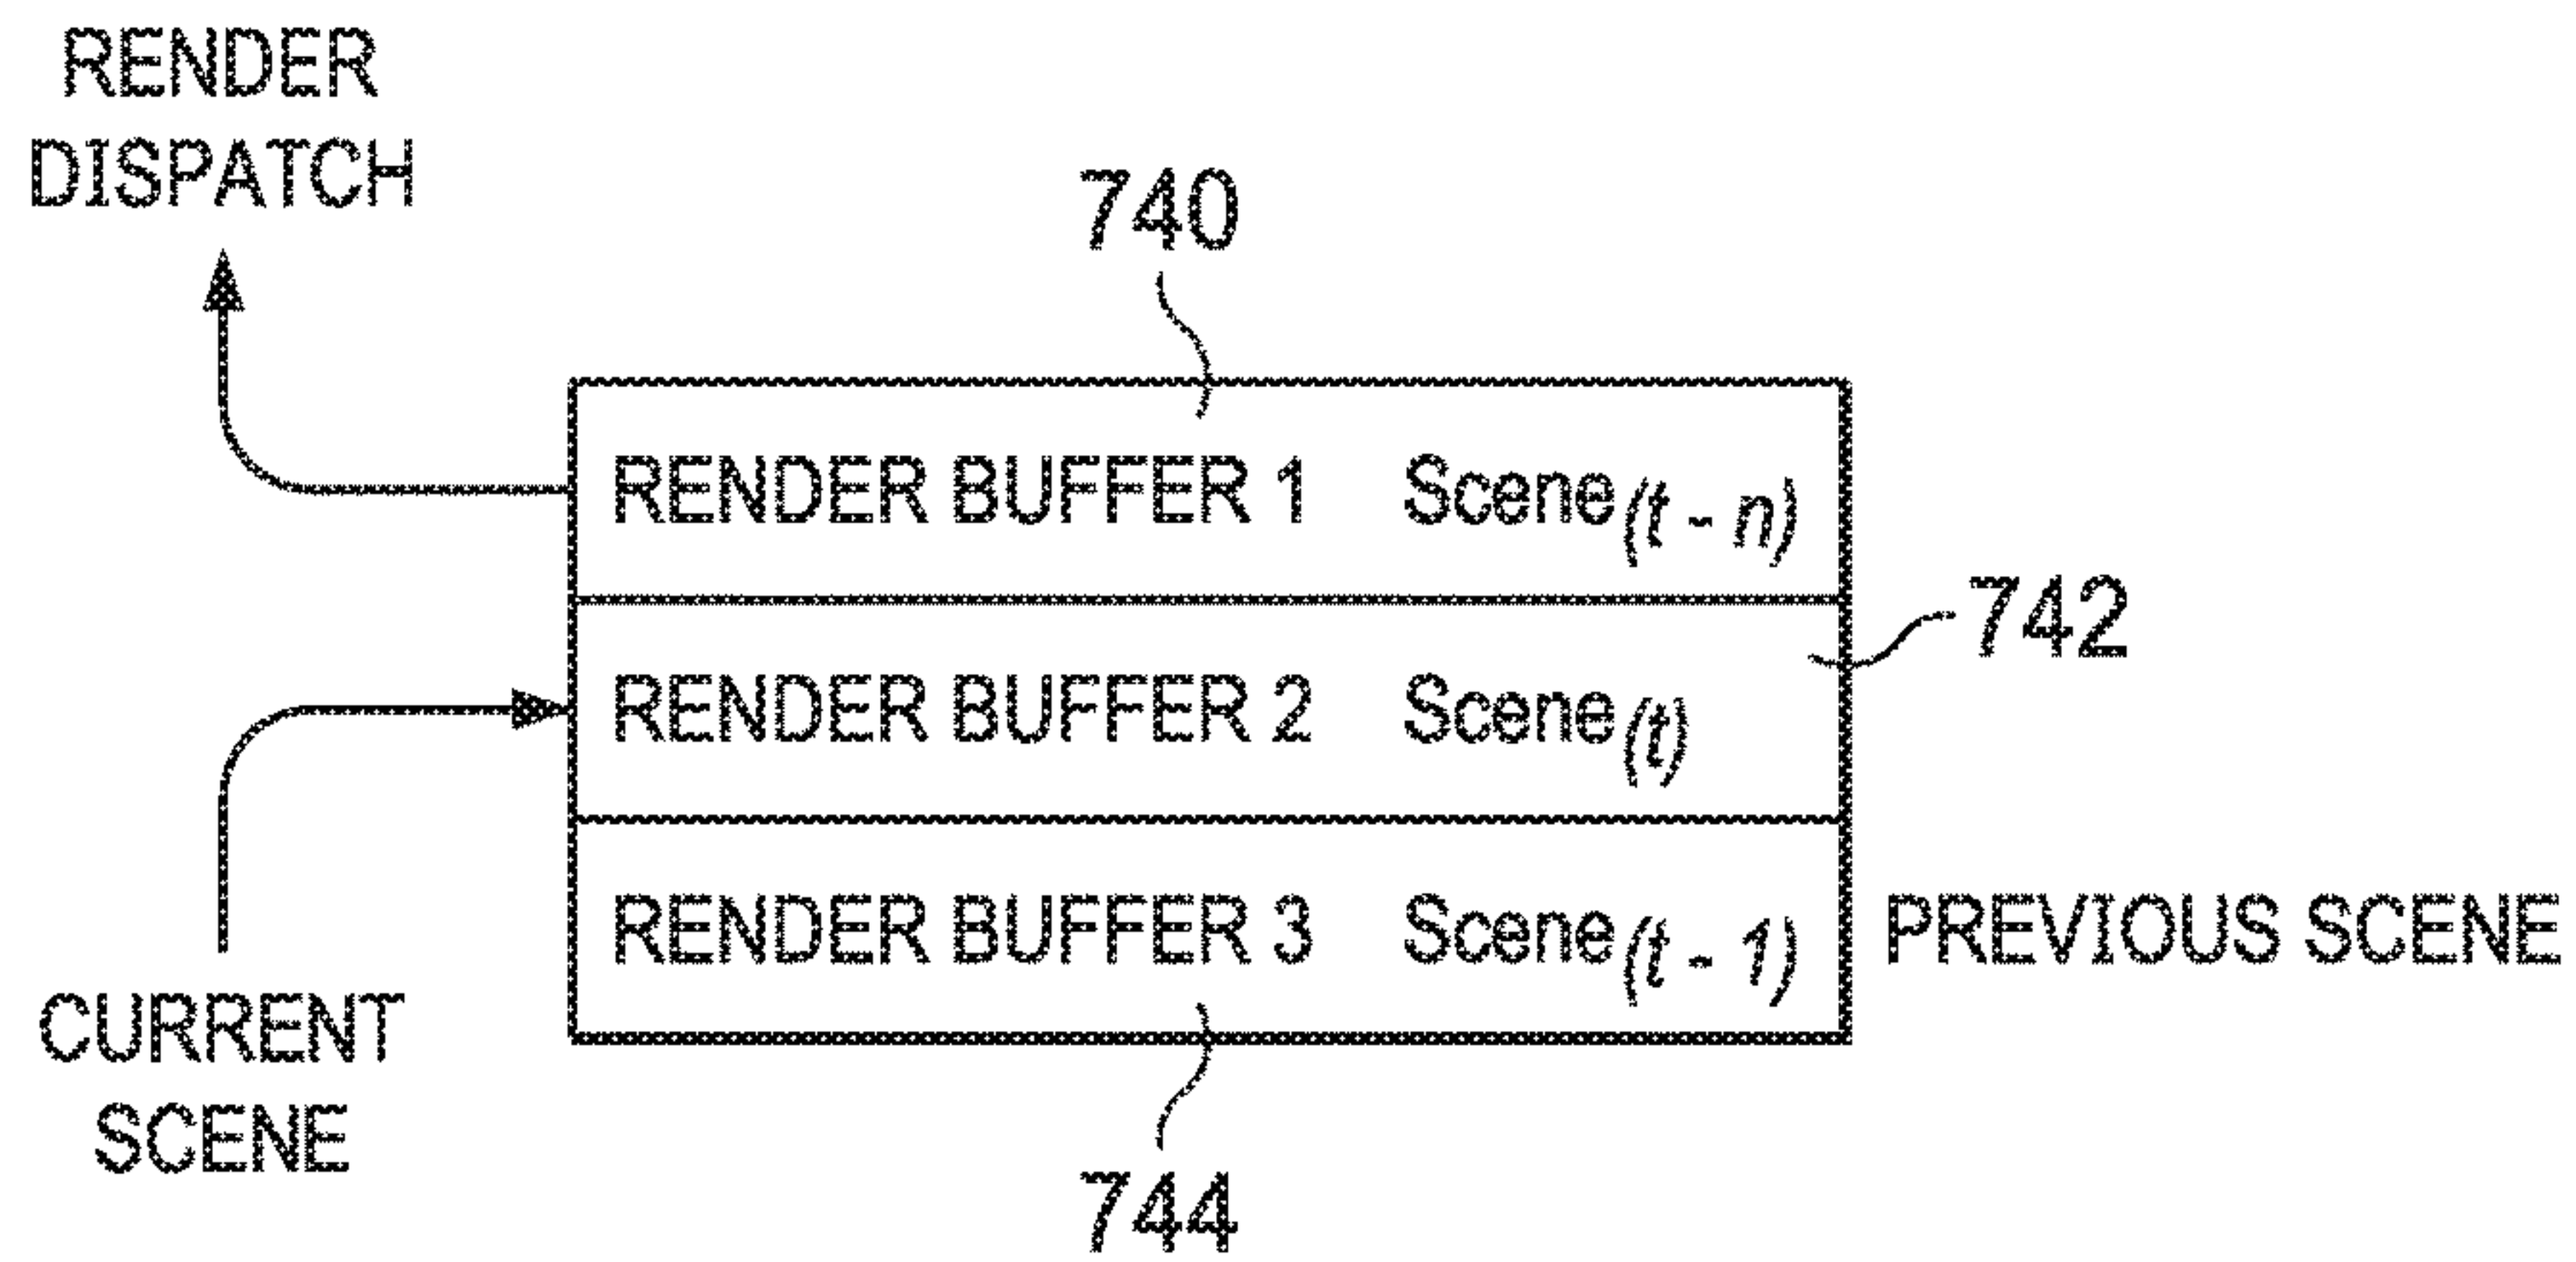 RENDER
DISPATCH
740
RENDER BUFFER 1 Scene(t - n)
742
RENDER BUFFER 2 Scene(t)
RENDER BUFFER 3 Scene(t - 1) PREVIOUS SCENE
CURRENT
SCENE
744